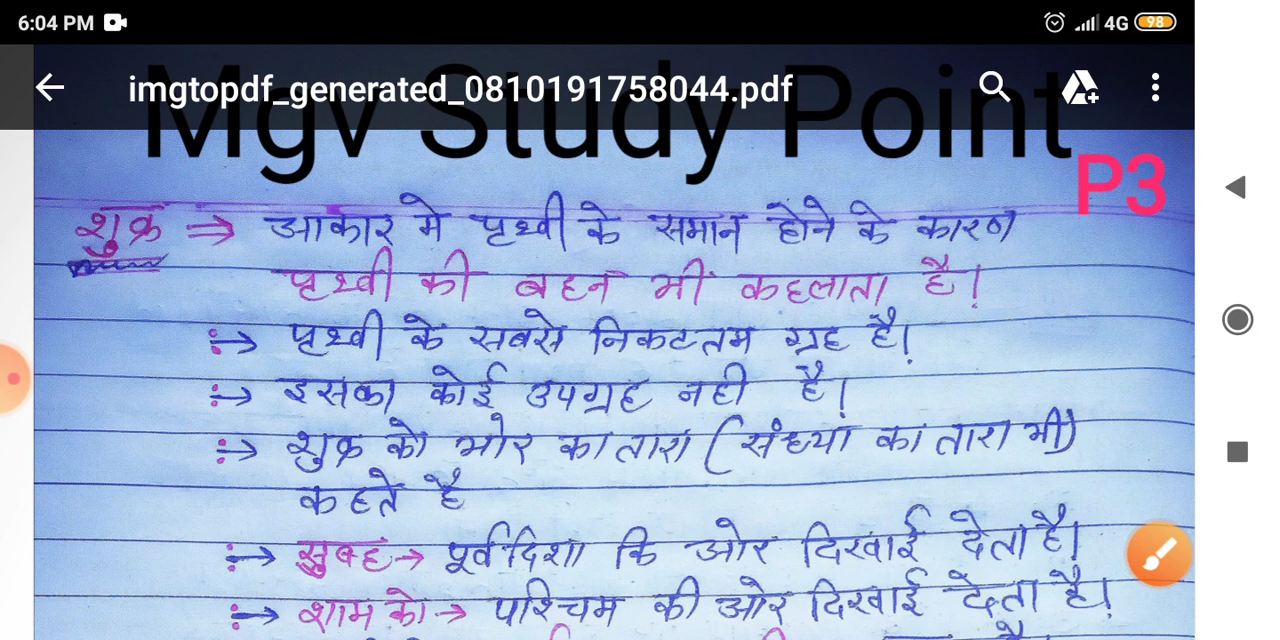 6:04 PM
4G 98
imgtopdf_generated_0810191758044.pdf
Mgv Study Point
P3
शुक्र ⇒ आकार मे पृथ्वी के समान होने के कारण
पृथ्वी की बहन भी कहलाता है।
:→ पृथ्वी के सबसे निकटतम ग्रह है।
:→ इसका कोई उपग्रह नही है।
:→ शुक्र को भोर का तारा (संध्या का तारा भी)
कहते है
:→ सुबह → पूर्व दिशा कि ओर दिखाई देता है।
:→ शाम को → पश्चिम की ओर दिखाई देता है।